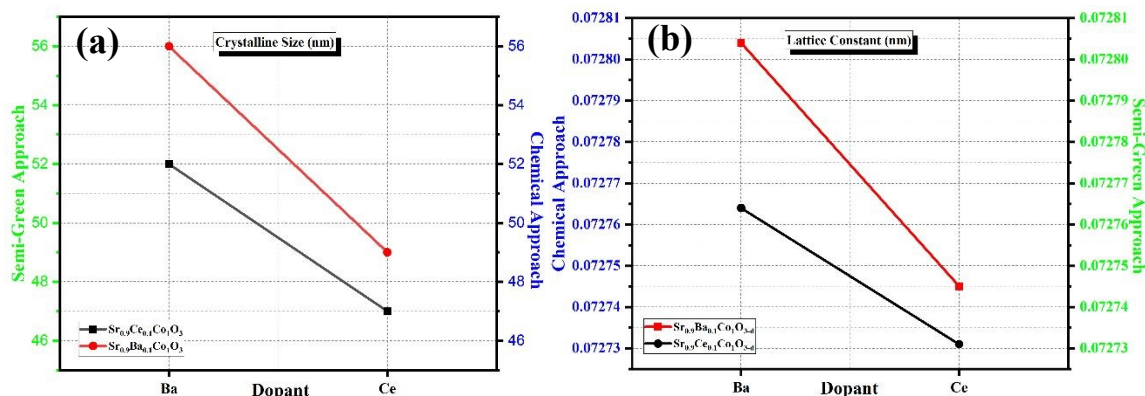 (a)
Crystalline Size (nm)
Semi-Green Approach
56
54
52
50
48
46
Chemical Approach
56
54
52
50
48
46
Sr0.9Ce0.1Co1O3
Sr0.9Ba0.1Co1O3
Ba
Dopant
Ce
(b)
Lattice Constant (nm)
Chemical Approach
0.07281
0.07280
0.07279
0.07278
0.07277
0.07276
0.07275
0.07274
0.07273
Semi-Green Approach
0.07281
0.07280
0.07279
0.07278
0.07277
0.07276
0.07275
0.07274
0.07273
Sr0.9Ba0.1Co1O3-d
Sr0.9Ce0.1Co1O3-d
Ba
Dopant
Ce